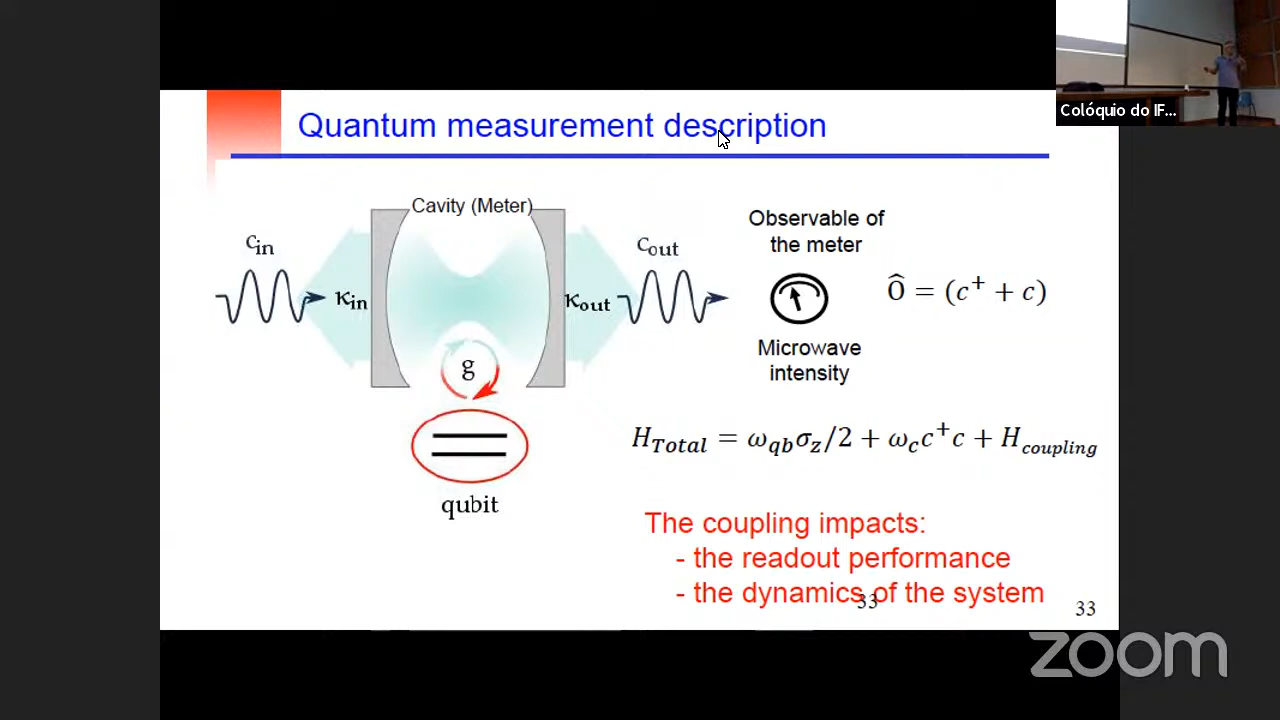 Colóquio do IF...
Quantum measurement description
Cavity (Meter)
c_in
κ_in
κ_out
c_out
g
qubit
Observable of
the meter
Ô = (c⁺ + c)
Microwave
intensity
H_Total = ω_qb σ_z/2 + ω_c c⁺c + H_coupling
The coupling impacts:
- the readout performance
- the dynamics of the system
33
33
zoom